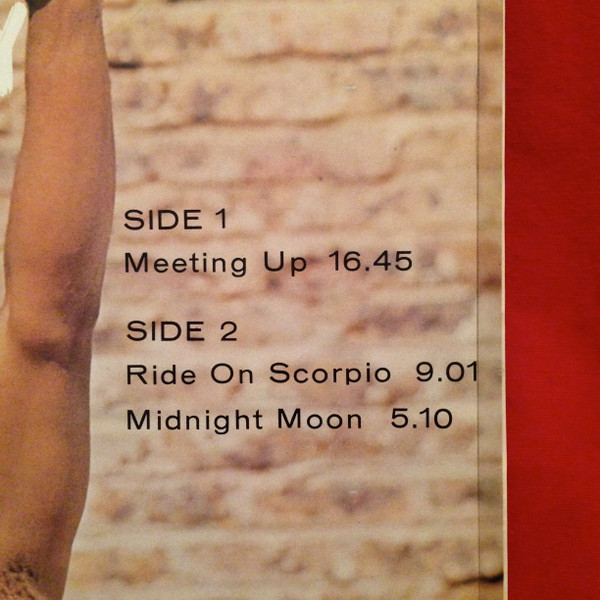 SIDE 1
Meeting Up 16.45
SIDE 2
Ride On Scorpio 9.01
Midnight Moon 5.10